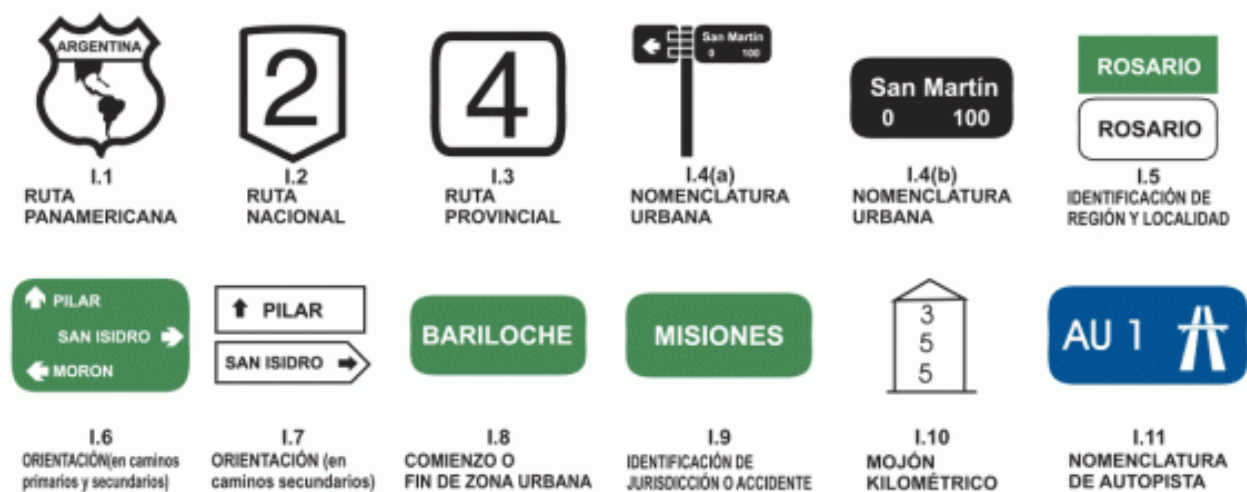 ARGENTINA
I.1
RUTA
PANAMERICANA
2
I.2
RUTA
NACIONAL
4
I.3
RUTA
PROVINCIAL
San Martín
0 100
I.4(a)
NOMENCLATURA
URBANA
San Martín
0 100
I.4(b)
NOMENCLATURA
URBANA
ROSARIO
ROSARIO
I.5
IDENTIFICACIÓN DE
REGIÓN Y LOCALIDAD
PILAR
SAN ISIDRO
MORON
I.6
ORIENTACIÓN(en caminos
primarios y secundarios)
PILAR
SAN ISIDRO
I.7
ORIENTACIÓN (en
caminos secundarios)
BARILOCHE
I.8
COMIENZO O
FIN DE ZONA URBANA
MISIONES
I.9
IDENTIFICACIÓN DE
JURISDICCIÓN O ACCIDENTE
3
5
5
I.10
MOJÓN
KILOMÉTRICO
AU 1
I.11
NOMENCLATURA
DE AUTOPISTA